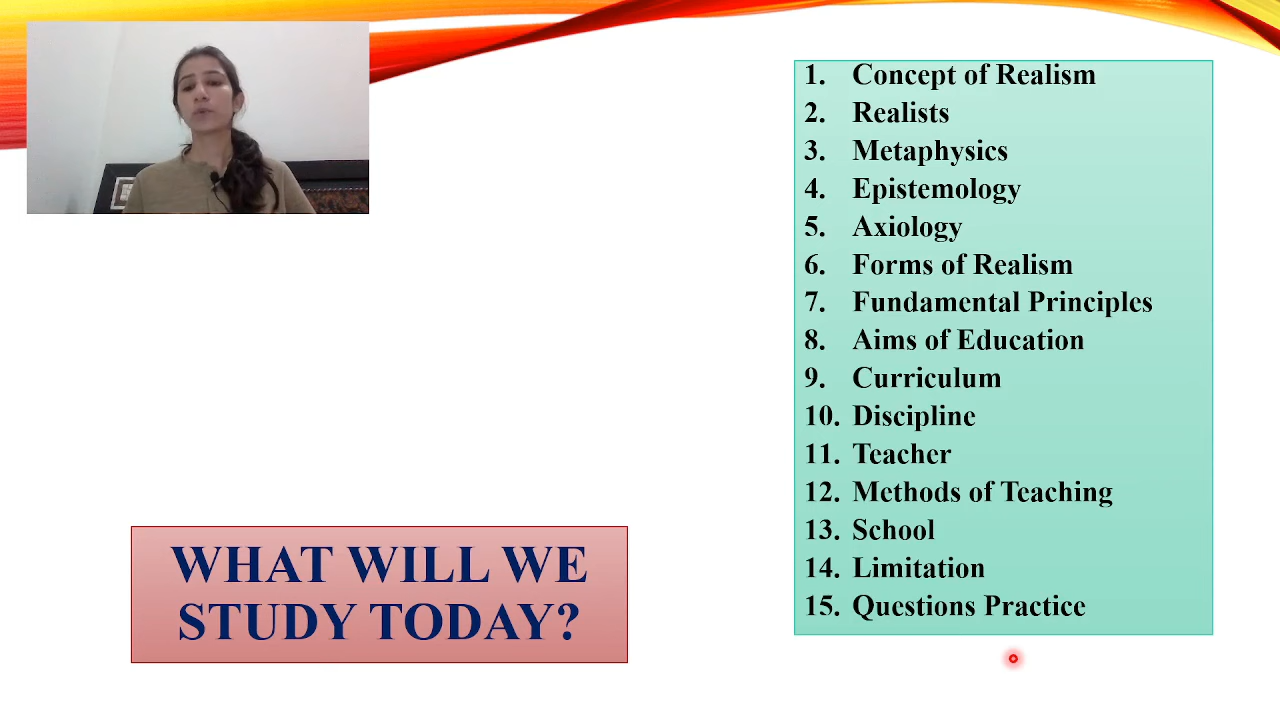 1. Concept of Realism
2. Realists
3. Metaphysics
4. Epistemology
5. Axiology
6. Forms of Realism
7. Fundamental Principles
8. Aims of Education
9. Curriculum
10. Discipline
11. Teacher
12. Methods of Teaching
13. School
14. Limitation
15. Questions Practice
WHAT WILL WE
STUDY TODAY?